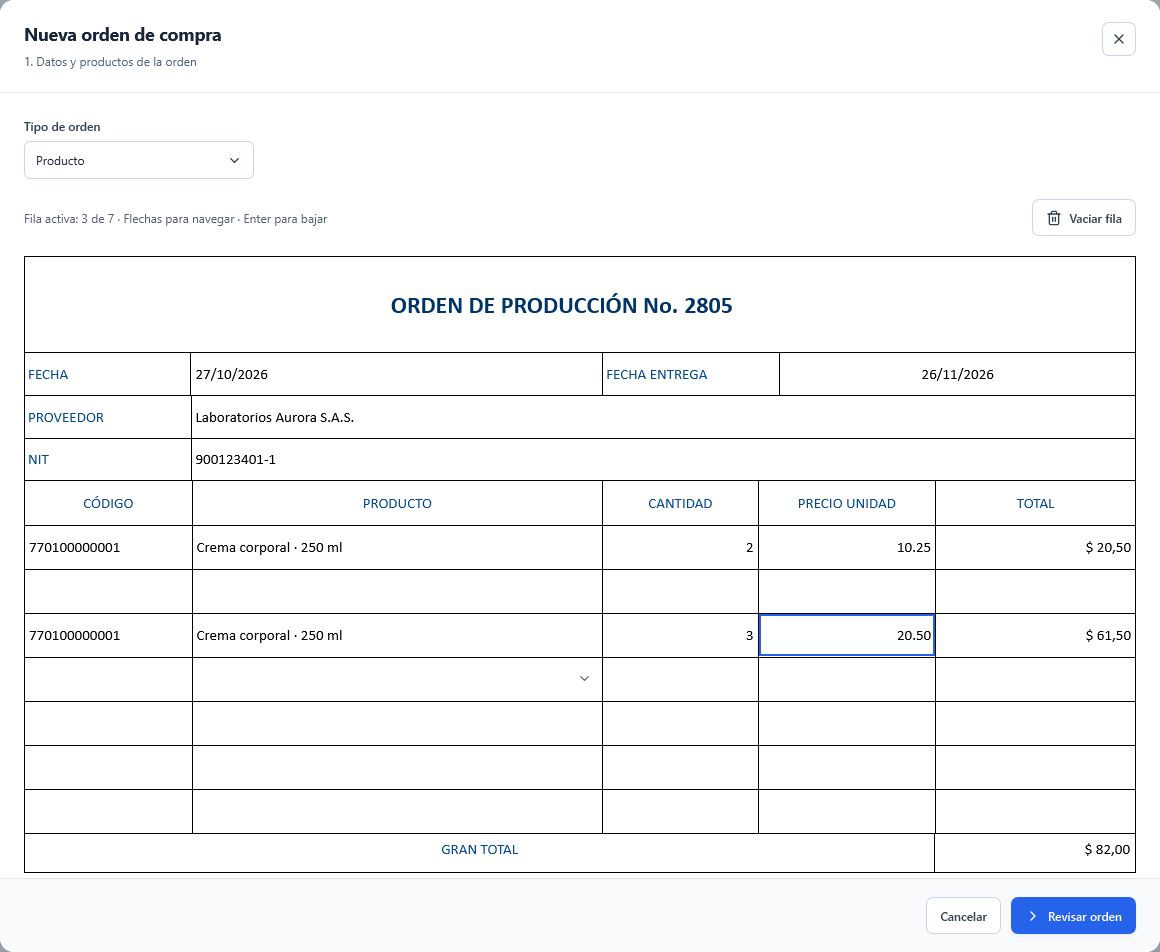 Nueva orden de compra
1. Datos y productos de la orden
Tipo de orden
Producto
Fila activa: 3 de 7 · Flechas para navegar · Enter para bajar
Vaciar fila
ORDEN DE PRODUCCIÓN No. 2805
FECHA 27/10/2026 FECHA ENTREGA 26/11/2026
PROVEEDOR Laboratorios Aurora S.A.S.
NIT 900123401-1
CÓDIGO PRODUCTO CANTIDAD PRECIO UNIDAD TOTAL
770100000001 Crema corporal · 250 ml 2 10.25 $ 20,50
770100000001 Crema corporal · 250 ml 3 20.50 $ 61,50
GRAN TOTAL $ 82,00
Cancelar Revisar orden